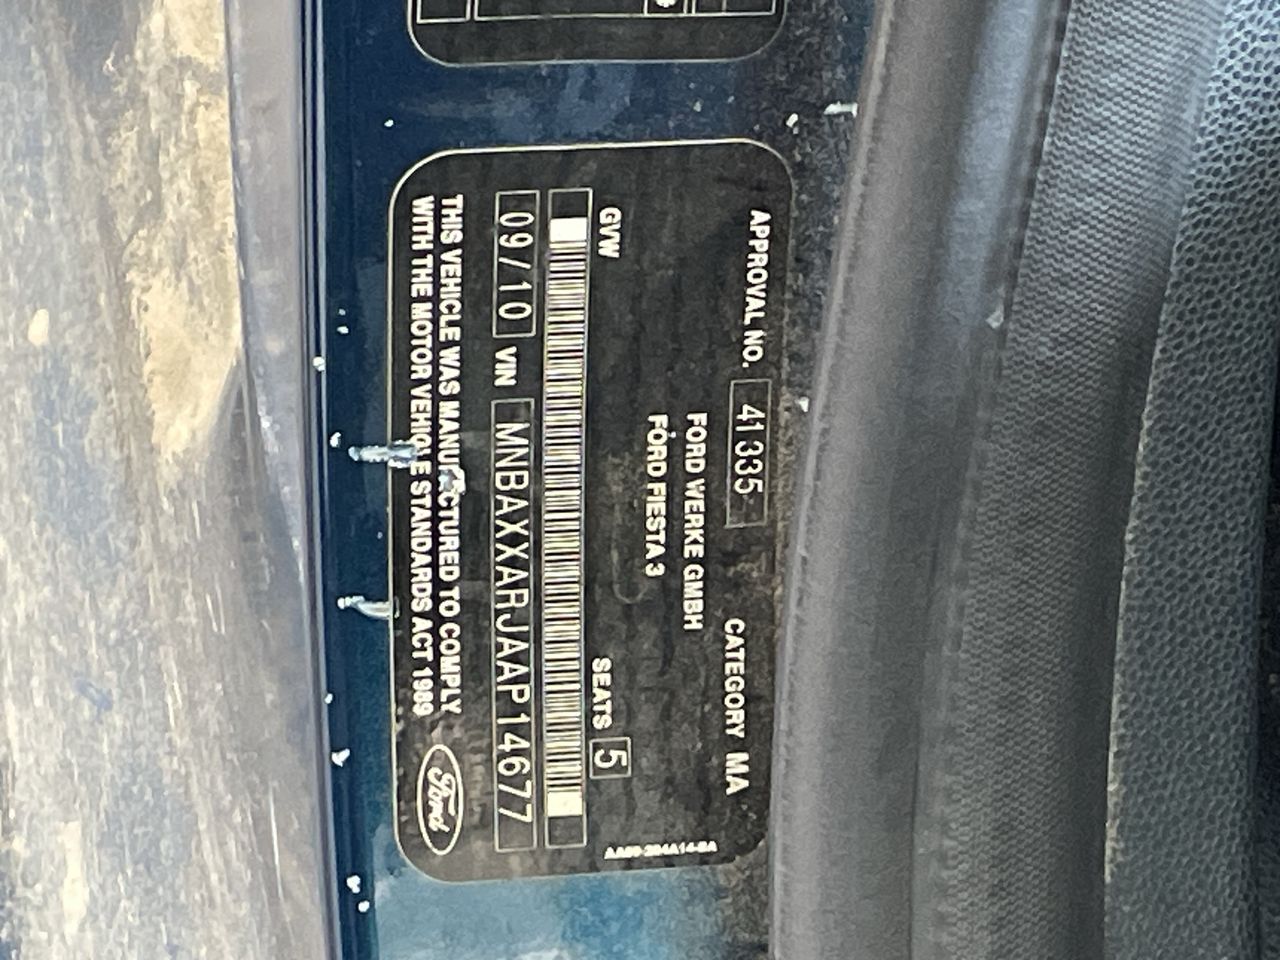 APPROVAL NO. 41335 CATEGORY MA
FORD WERKE GMBH
FORD FIESTA 3
GVW SEATS 5
09/10 VIN MNBAXXARJAAP14677
THIS VEHICLE WAS MANUFACTURED TO COMPLY
WITH THE MOTOR VEHICLE STANDARDS ACT 1989
Ford